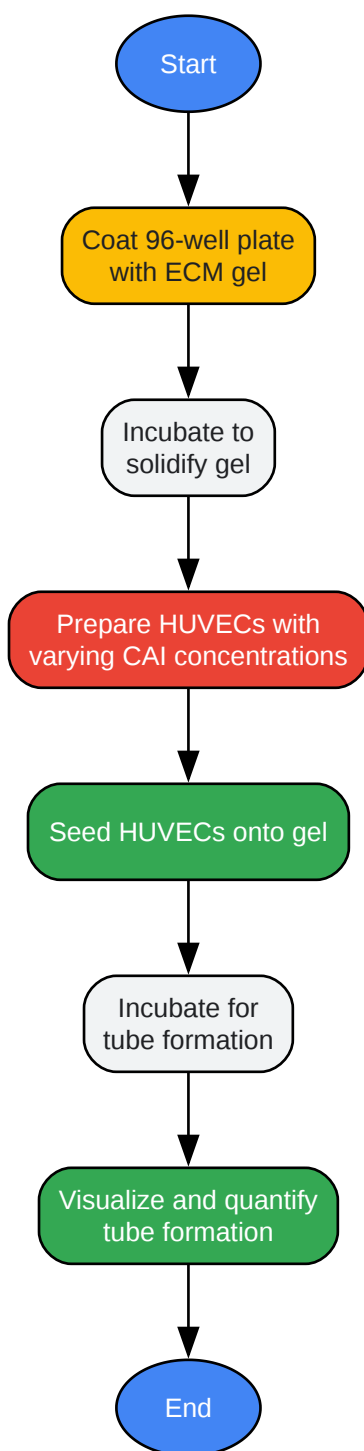 Start
Coat 96-well plate
with ECM gel
Incubate to
solidify gel
Prepare HUVECs with
varying CAI concentrations
Seed HUVECs onto gel
Incubate for
tube formation
Visualize and quantify
tube formation
End